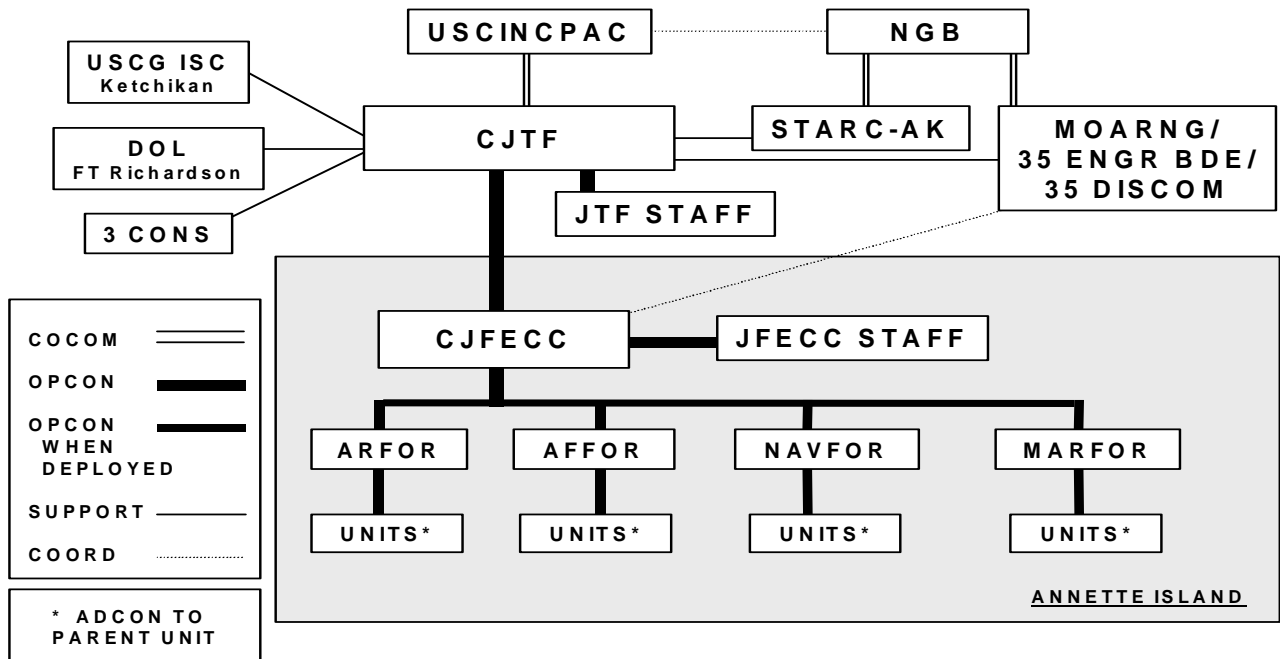 USCINCPAC
NGB
USCG ISC
Ketchikan
CJTF
STARC-AK
MOARNG/
35 ENGR BDE/
35 DISCOM
DOL
FT Richardson
JTF STAFF
3 CONS
CJFECC
JFECC STAFF
COCOM
OPCON
OPCON
WHEN
DEPLOYED
SUPPORT
COORD
ARFOR
AFFOR
NAVFOR
MARFOR
UNITS*
UNITS*
UNITS*
UNITS*
ANNETTE ISLAND
* ADCON TO
PARENT UNIT